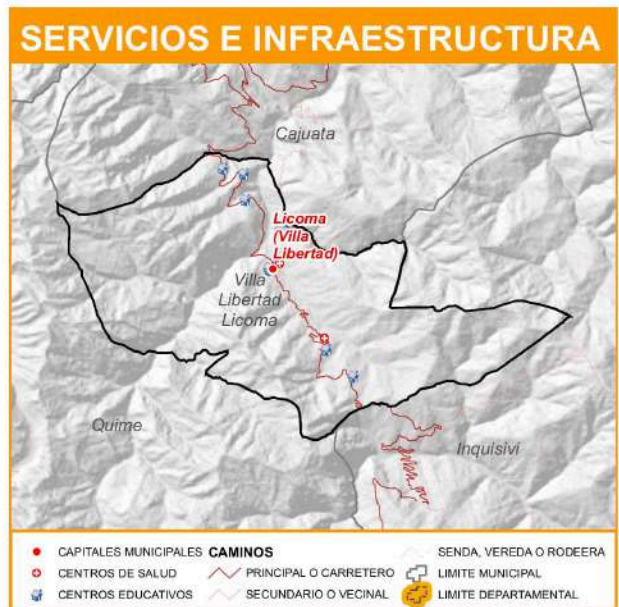 SERVICIOS E INFRAESTRUCTURA
Cajuata
Licoma
(Villa
Libertad)
Villa
Libertad
Licoma
Quime
Inquisivi
CAPITALES MUNICIPALES
CENTROS DE SALUD
CENTROS EDUCATIVOS
CAMINOS
PRINCIPAL O CARRETERO
SECUNDARIO O VECINAL
SENDA, VEREDA O RODEERA
LIMITE MUNICIPAL
LIMITE DEPARTAMENTAL